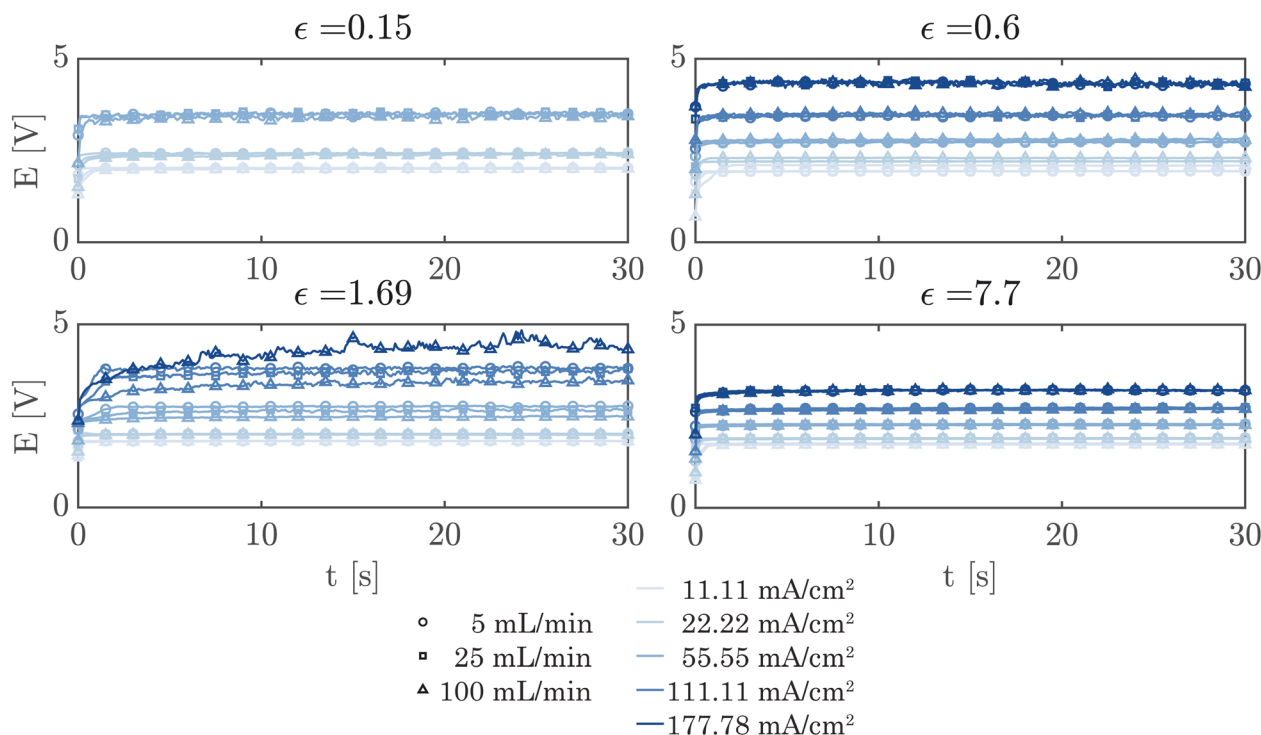 ϵ =0.15
ϵ =0.6
5
5
E [V]
0
0
0 10 20 30
0 10 20 30
ϵ =1.69
ϵ =7.7
5
5
E [V]
0
0
0 10 20 30
0 10 20 30
t [s]
t [s]
5 mL/min
25 mL/min
100 mL/min
11.11 mA/cm²
22.22 mA/cm²
55.55 mA/cm²
111.11 mA/cm²
177.78 mA/cm²